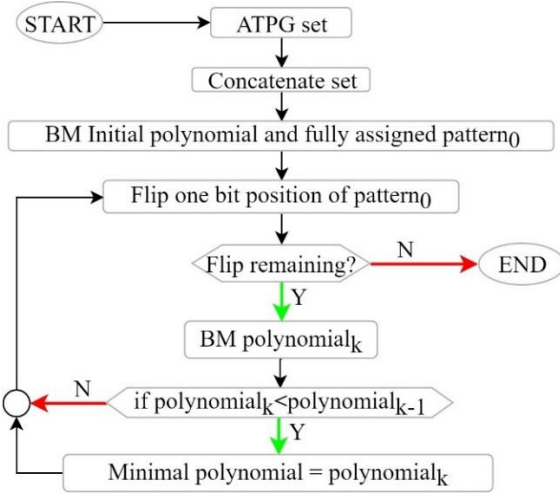 START
ATPG set
Concatenate set
BM Initial polynomial and fully assigned pattern₀
Flip one bit position of pattern₀
Flip remaining?
N
END
Y
BM polynomialₖ
N
if polynomialₖ<polynomialₖ₋₁
Y
Minimal polynomial = polynomialₖ